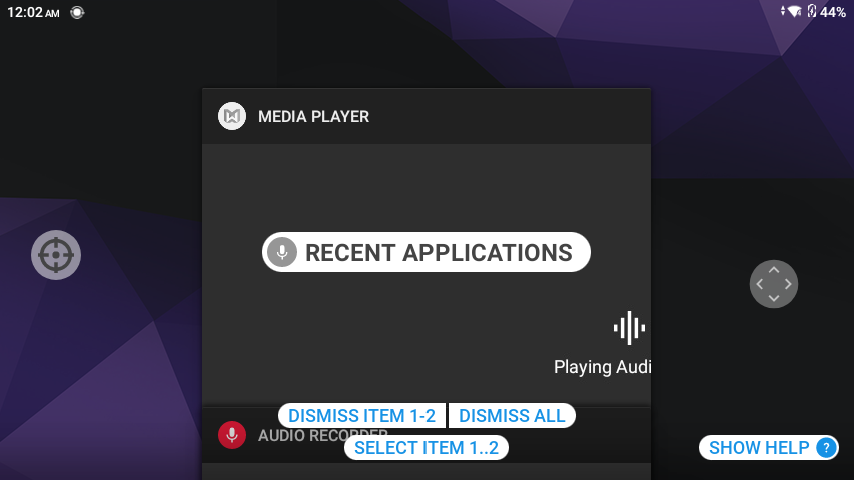 12:02 AM
44%
MEDIA PLAYER
RECENT APPLICATIONS
Playing Audi
DISMISS ITEM 1-2
DISMISS ALL
AUDIO RECORDER
SELECT ITEM 1..2
SHOW HELP ?